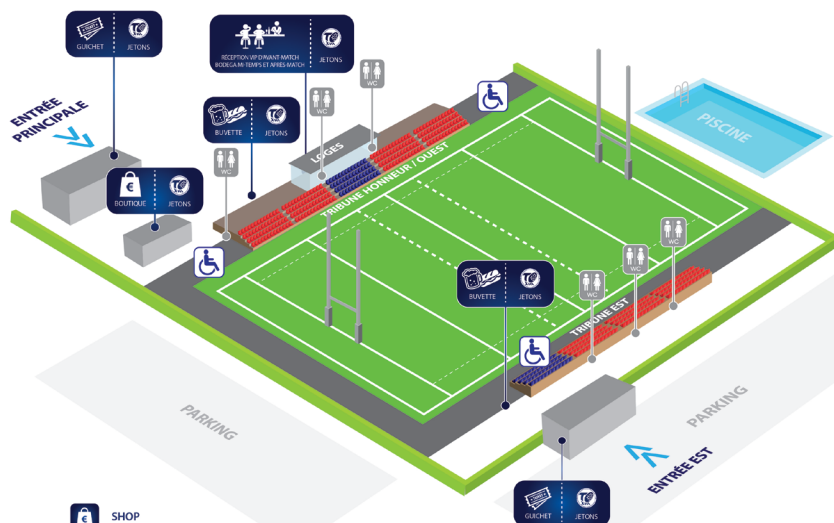 GUICHET
JETONS
RÉCEPTION VIP D'AVANT MATCH
BODEGA MI-TEMPS ET APRÈS-MATCH
JETONS
ENTRÉE
PRINCIPALE
WC
WC
BUVETTE
JETONS
LOGES
PISCINE
WC
BOUTIQUE
JETONS
TRIBUNE HONNEUR / OUEST
WC
WC
WC
BUVETTE
JETONS
TRIBUNE EST
PARKING
PARKING
ENTRÉE EST
GUICHET
JETONS
€
€
SHOP